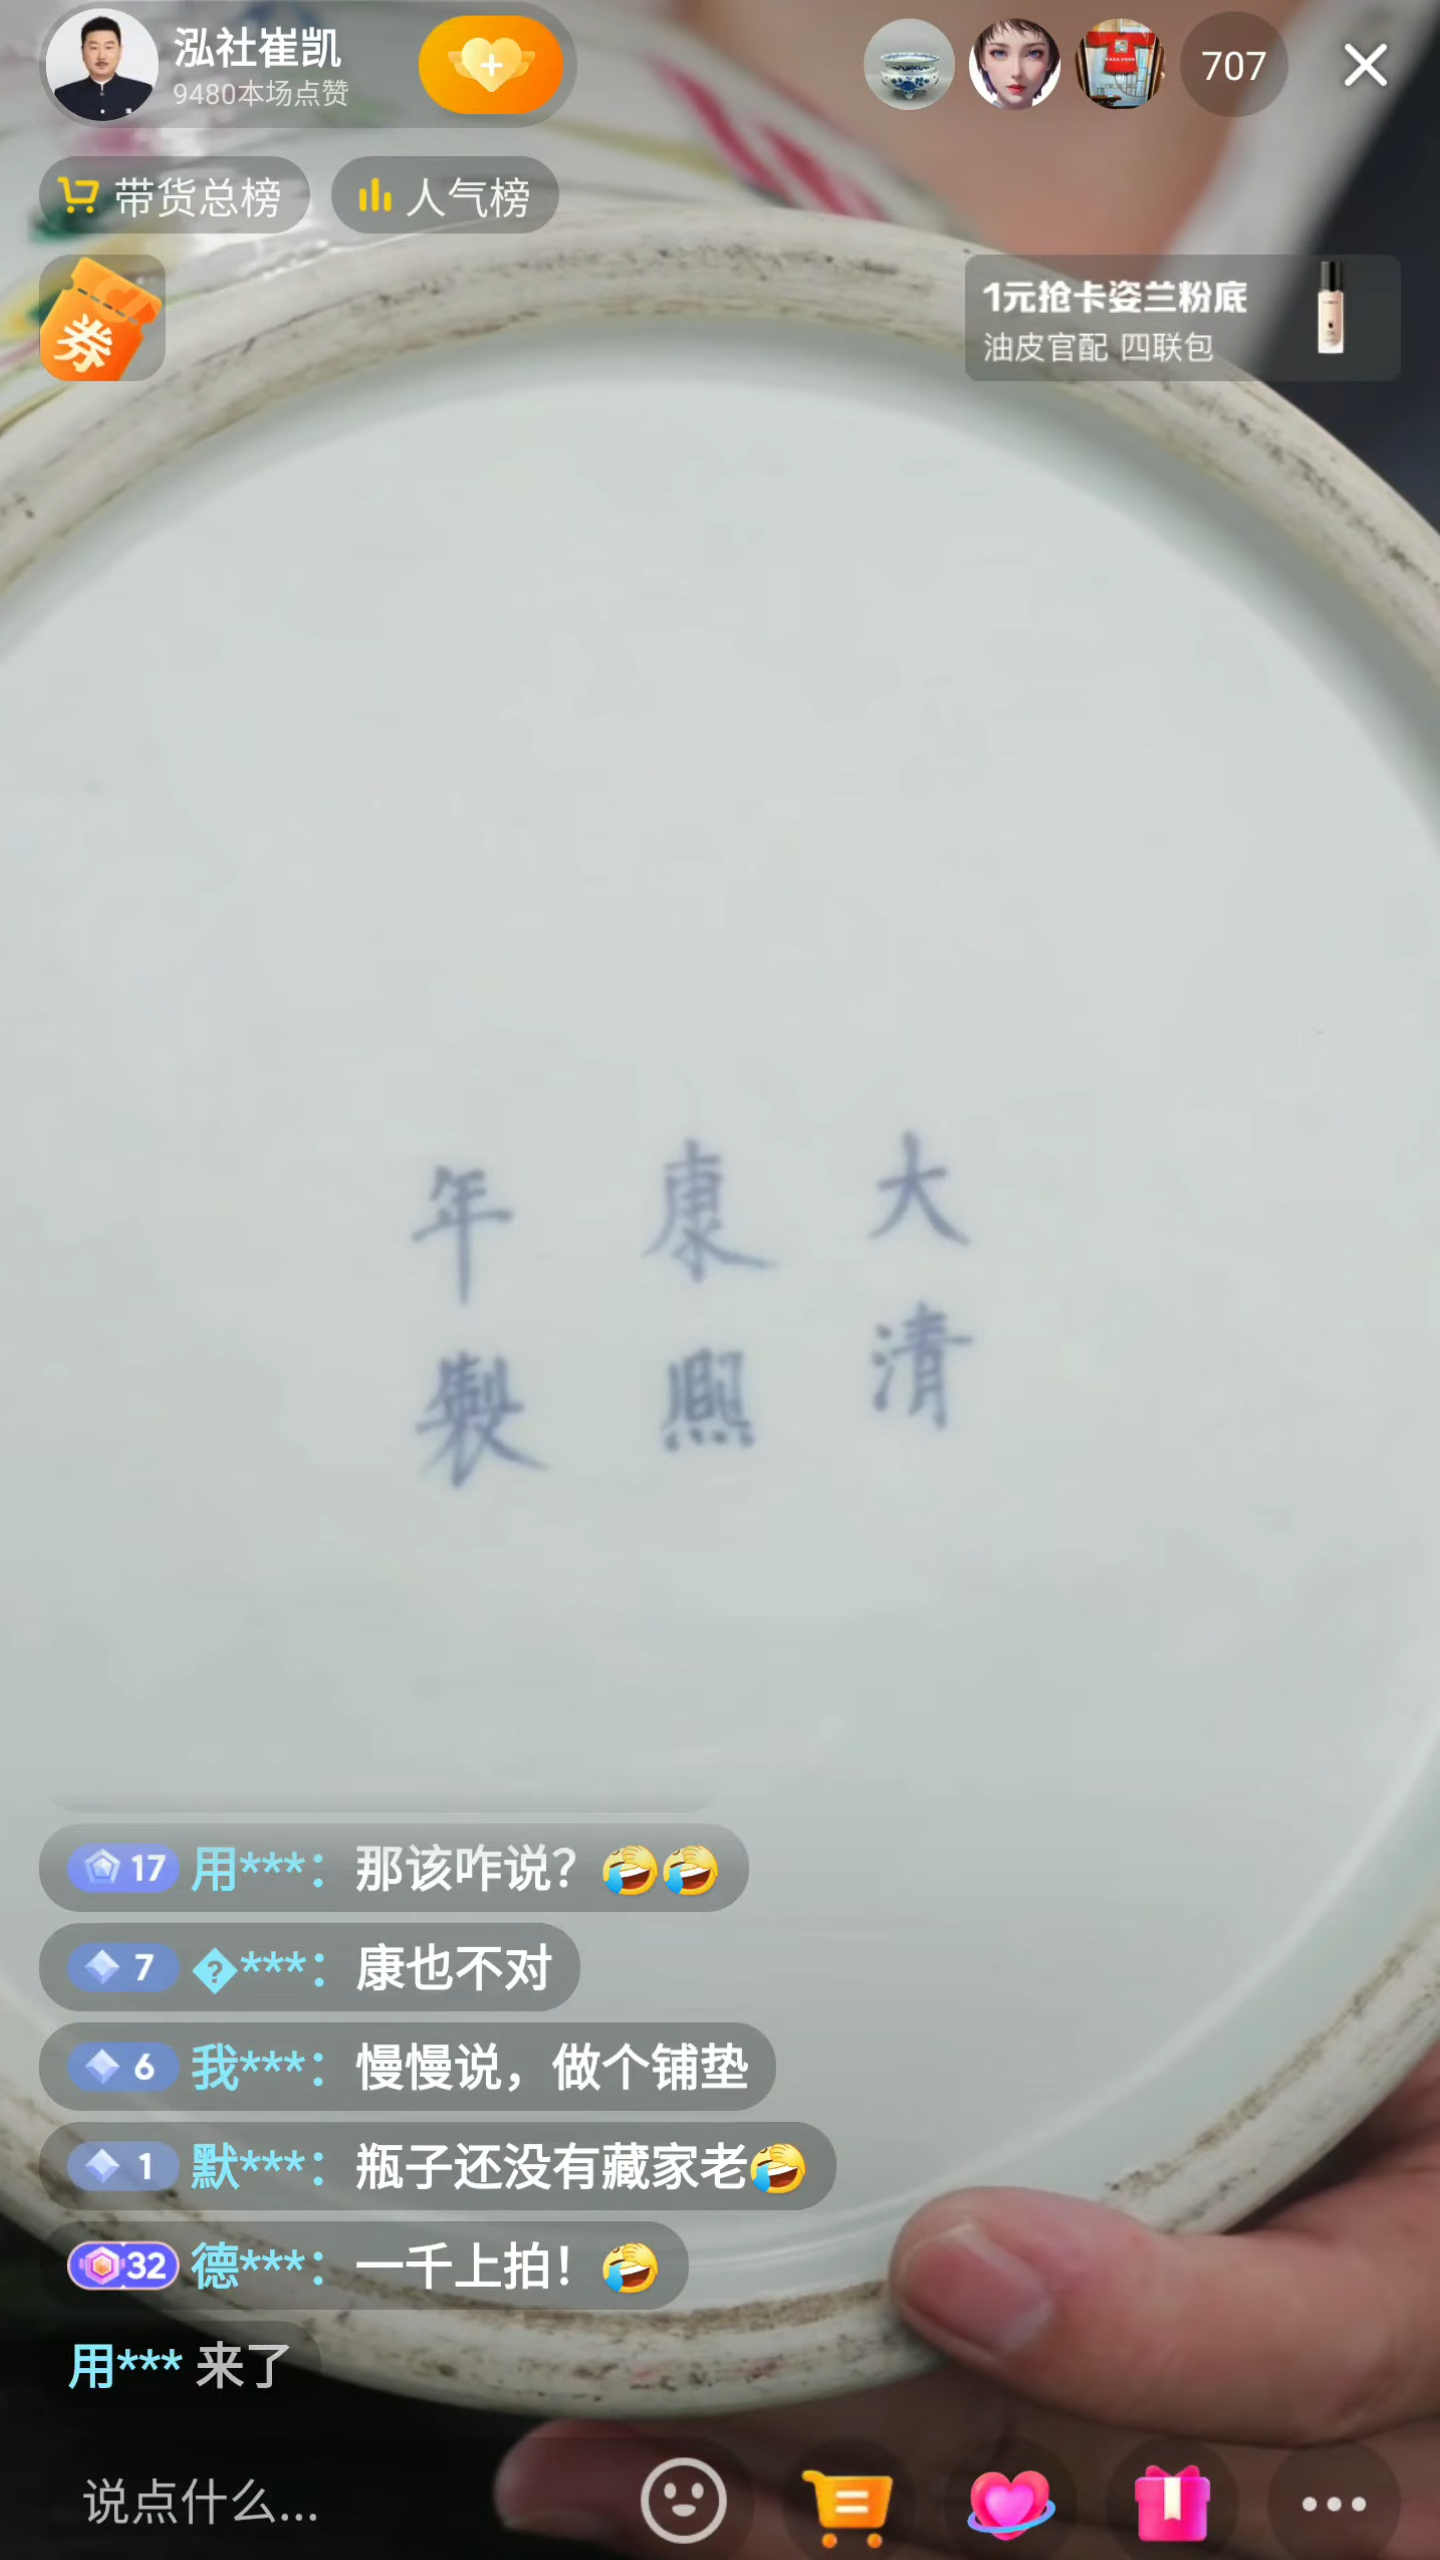 泓社崔凯
9480本场点赞
707
带货总榜
人气榜
券
1元抢卡姿兰粉底
油皮官配 四联包
大清
康熙
年製
17 用***：那该咋说？🤣🤣
7 �***：康也不对
6 我***：慢慢说，做个铺垫
1 默***：瓶子还没有藏家老🤣
32 德***：一千上拍！🤣
用*** 来了
说点什么...